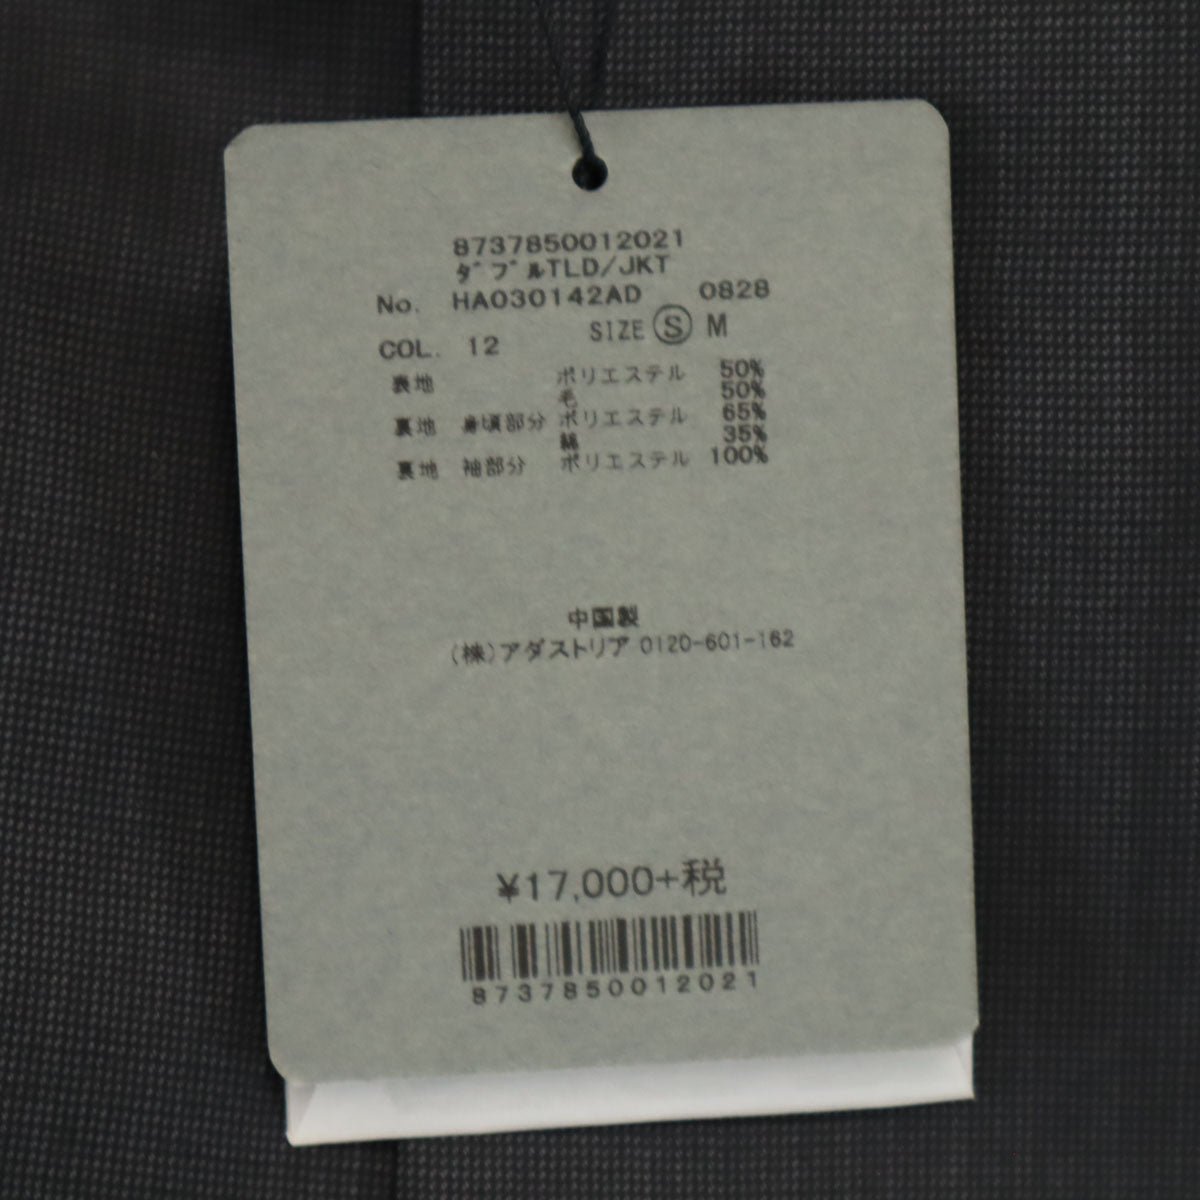 8737850012021
ダブルTLD/JKT
No. HA030142AD 0828
COL. 12 SIZE Ⓢ M
表地 ポリエステル 50%
毛 50%
裏地 身頃部分 ポリエステル 65%
綿 35%
裏地 袖部分 ポリエステル 100%
中国製
(株)アダストリア 0120-601-162
¥17,000+税
8737850012021